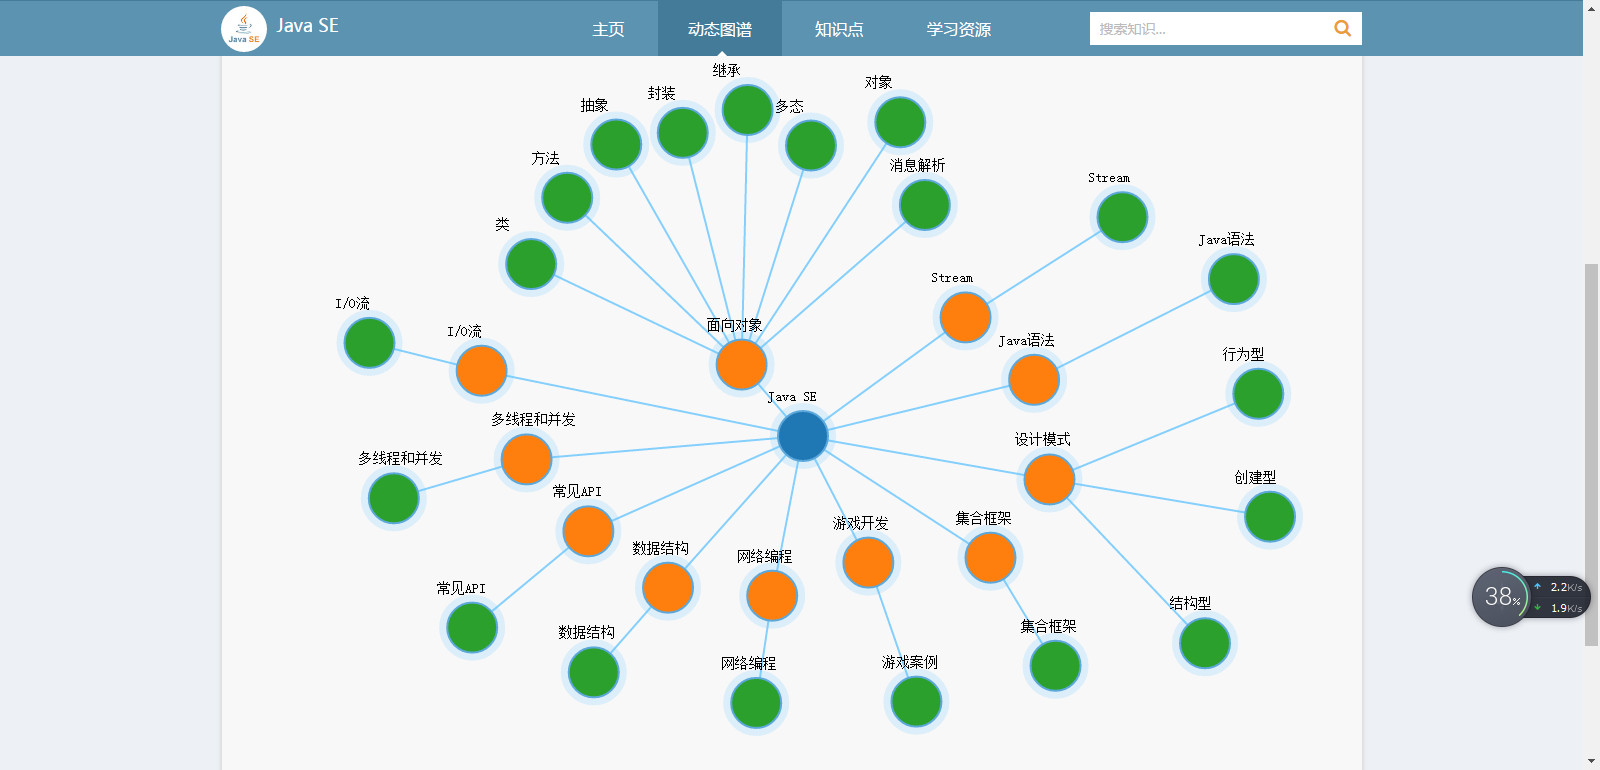 Java SE
Java SE
主页
动态图谱
知识点
学习资源
搜索知识...
继承
对象
封装
抽象
多态
方法
消息解析
Stream
类
Java语法
Stream
I/O流
面向对象
I/O流
Java语法
行为型
Java SE
多线程和并发
设计模式
多线程和并发
创建型
常见API
集合框架
游戏开发
数据结构
网络编程
常见API
结构型
集合框架
数据结构
网络编程
游戏案例
38%
2.2K/s
1.9K/s